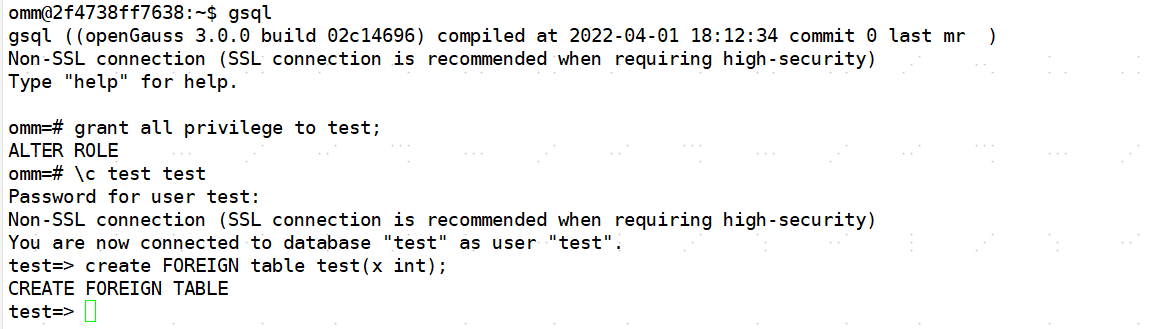 omm@2f4738ff7638:~$ gsql
gsql ((openGauss 3.0.0 build 02c14696) compiled at 2022-04-01 18:12:34 commit 0 last mr  )
Non-SSL connection (SSL connection is recommended when requiring high-security)
Type "help" for help.

omm=# grant all privilege to test;
ALTER ROLE
omm=# \c test test
Password for user test:
Non-SSL connection (SSL connection is recommended when requiring high-security)
You are now connected to database "test" as user "test".
test=> create FOREIGN table test(x int);
CREATE FOREIGN TABLE
test=>